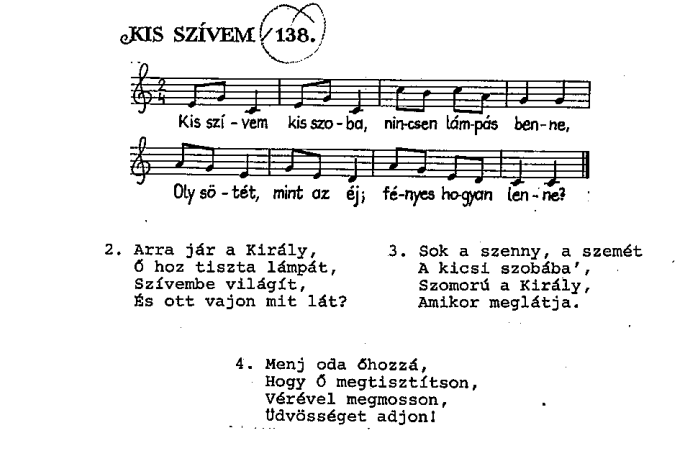 KIS SZÍVEM 138.
2
4
Kis szí-vem kis szo-ba, nin-csen lám-pás ben-ne,
Oly sö-tét, mint az éj; fé-nyes ho-gyan len-ne?
2. Arra jár a Király,
Ő hoz tiszta lámpát,
Szívembe világít,
És ott vajon mit lát?
3. Sok a szenny, a szemét
A kicsi szobába',
Szomorú a Király,
Amikor meglátja.
4. Menj oda őhozzá,
Hogy Ő megtisztítson,
Vérével megmosson,
Üdvösséget adjon!